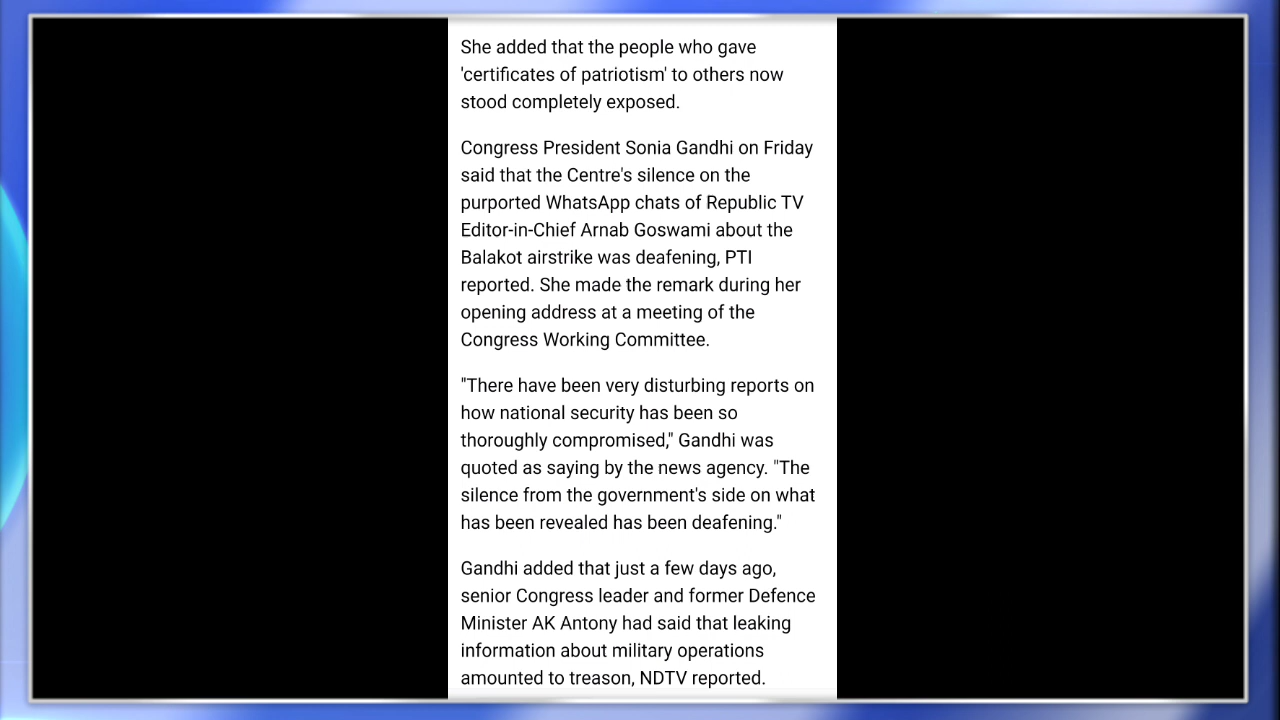 She added that the people who gave
'certificates of patriotism' to others now
stood completely exposed.
Congress President Sonia Gandhi on Friday
said that the Centre's silence on the
purported WhatsApp chats of Republic TV
Editor-in-Chief Arnab Goswami about the
Balakot airstrike was deafening, PTI
reported. She made the remark during her
opening address at a meeting of the
Congress Working Committee.
"There have been very disturbing reports on
how national security has been so
thoroughly compromised," Gandhi was
quoted as saying by the news agency. "The
silence from the government's side on what
has been revealed has been deafening."
Gandhi added that just a few days ago,
senior Congress leader and former Defence
Minister AK Antony had said that leaking
information about military operations
amounted to treason, NDTV reported.